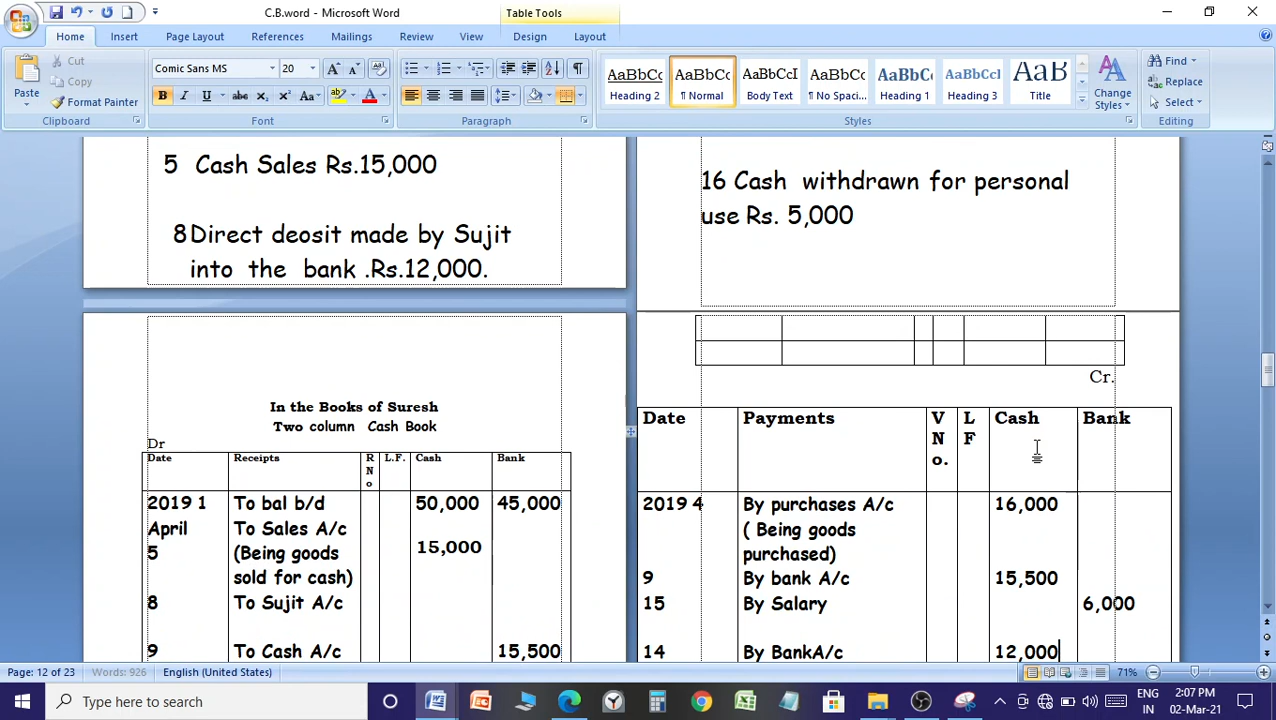 C.B.word - Microsoft Word
Table Tools
Home
Insert
Page Layout
References
Mailings
Review
View
Design
Layout
Paste
Cut
Copy
Format Painter
Clipboard
Comic Sans MS
20
Font
Paragraph
AaBbCc
Heading 2
AaBbCc
¶ Normal
AaBbCcI
Body Text
AaBbCc
¶ No Spaci...
AaBbC
Heading 1
AaBbCc
Heading 3
AaB
Title
Change
Styles
Styles
Find
Replace
Select
Editing
5 Cash Sales Rs.15,000
8Direct deosit made by Sujit
into the bank .Rs.12,000.
16 Cash withdrawn for personal
use Rs. 5,000
In the Books of Suresh
Two column Cash Book
Dr
Date Receipts R N o L.F. Cash Bank
2019 1 To bal b/d 50,000 45,000
April To Sales A/c
5 (Being goods 15,000
sold for cash)
8 To Sujit A/c
9 To Cash A/c 15,500
Cr.
Date Payments V L Cash Bank
N F
o.
2019 4 By purchases A/c 16,000
( Being goods
purchased)
9 By bank A/c 15,500
15 By Salary 6,000
14 By BankA/c 12,000
Page: 12 of 23
Words: 926
English (United States)
71%
Type here to search
ENG
IN
2:07 PM
02-Mar-21